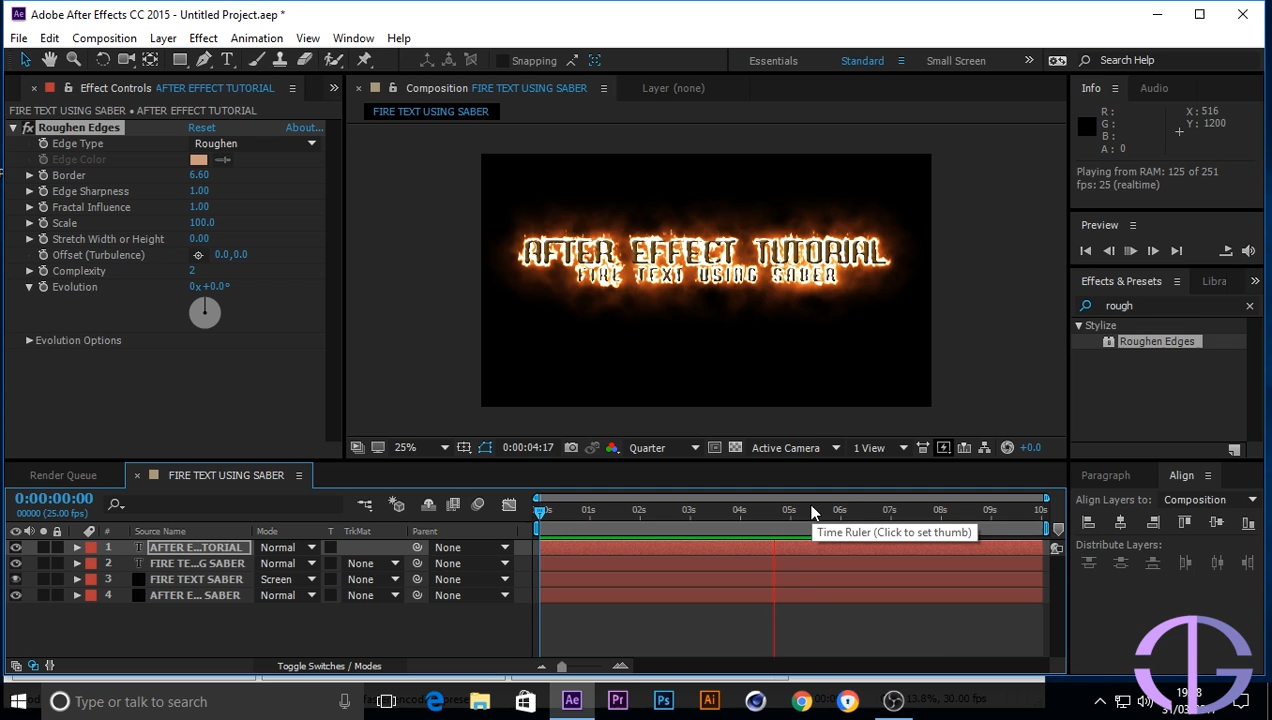 Adobe After Effects CC 2015 - Untitled Project.aep *
File Edit Composition Layer Effect Animation View Window Help
Snapping Essentials Standard Small Screen Search Help
Effect Controls AFTER EFFECT TUTORIAL
Composition FIRE TEXT USING SABER Layer (none)
Info Audio
FIRE TEXT USING SABER • AFTER EFFECT TUTORIAL
FIRE TEXT USING SABER
fx Roughen Edges Reset About...
Edge Type Roughen
Edge Color
Border 6.60
Edge Sharpness 1.00
Fractal Influence 1.00
Scale 100.0
Stretch Width or Height 0.00
Offset (Turbulence) 0.0,0.0
Complexity 2
Evolution 0x+0.0°
Evolution Options
AFTER EFFECT TUTORIAL
FIRE TEXT USING SABER
R :
G :
B :
A : 0
X : 516
Y : 1200
Playing from RAM: 125 of 251
fps: 25 (realtime)
Preview
Effects & Presets Libra
rough
Stylize
Roughen Edges
25% 0:00:04:17 Quarter Active Camera 1 View +0.0
Render Queue FIRE TEXT USING SABER
Paragraph Align
0:00:00:00
00000 (25.00 fps)
01s 02s 03s 04s 05s 06s 07s 08s 09s 10s
Time Ruler (Click to set thumb)
Align Layers to: Composition
Distribute Layers:
# Source Name Mode T TrkMat Parent
1 T AFTER E...TORIAL Normal None
2 T FIRE TE...G SABER Normal None None
3 FIRE TEXT SABER Screen None None
4 AFTER E... SABER Normal None None
Toggle Switches / Modes
Type or talk to search
Ae Pr Ps Ai
13.8%, 30.00 fps